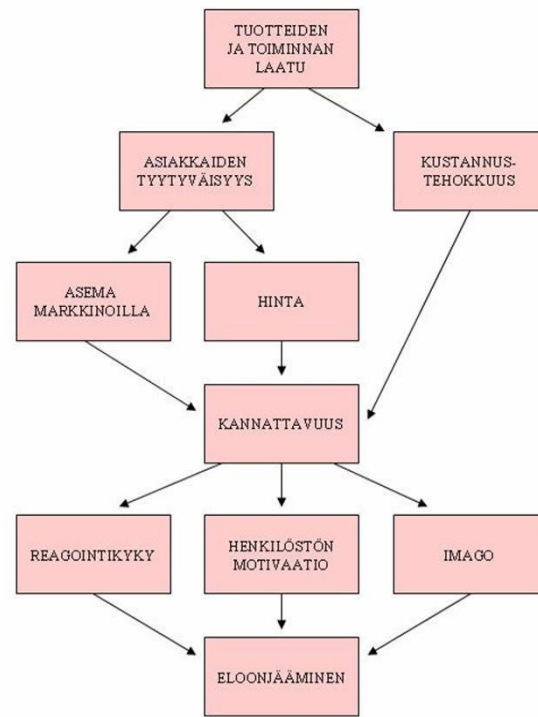 TUOTTEIDEN
JA TOIMINNAN
LAATU
ASIAKKAIDEN
TYYTYVÄISYYS
KUSTANNUS-
TEHOKKUUS
ASEMA
MARKKINOILLA
HINTA
KANNATTAVUUS
REAGOINTIKYKY
HENKILÖSTÖN
MOTIVAATIO
IMAGO
ELOONJÄÄMINEN